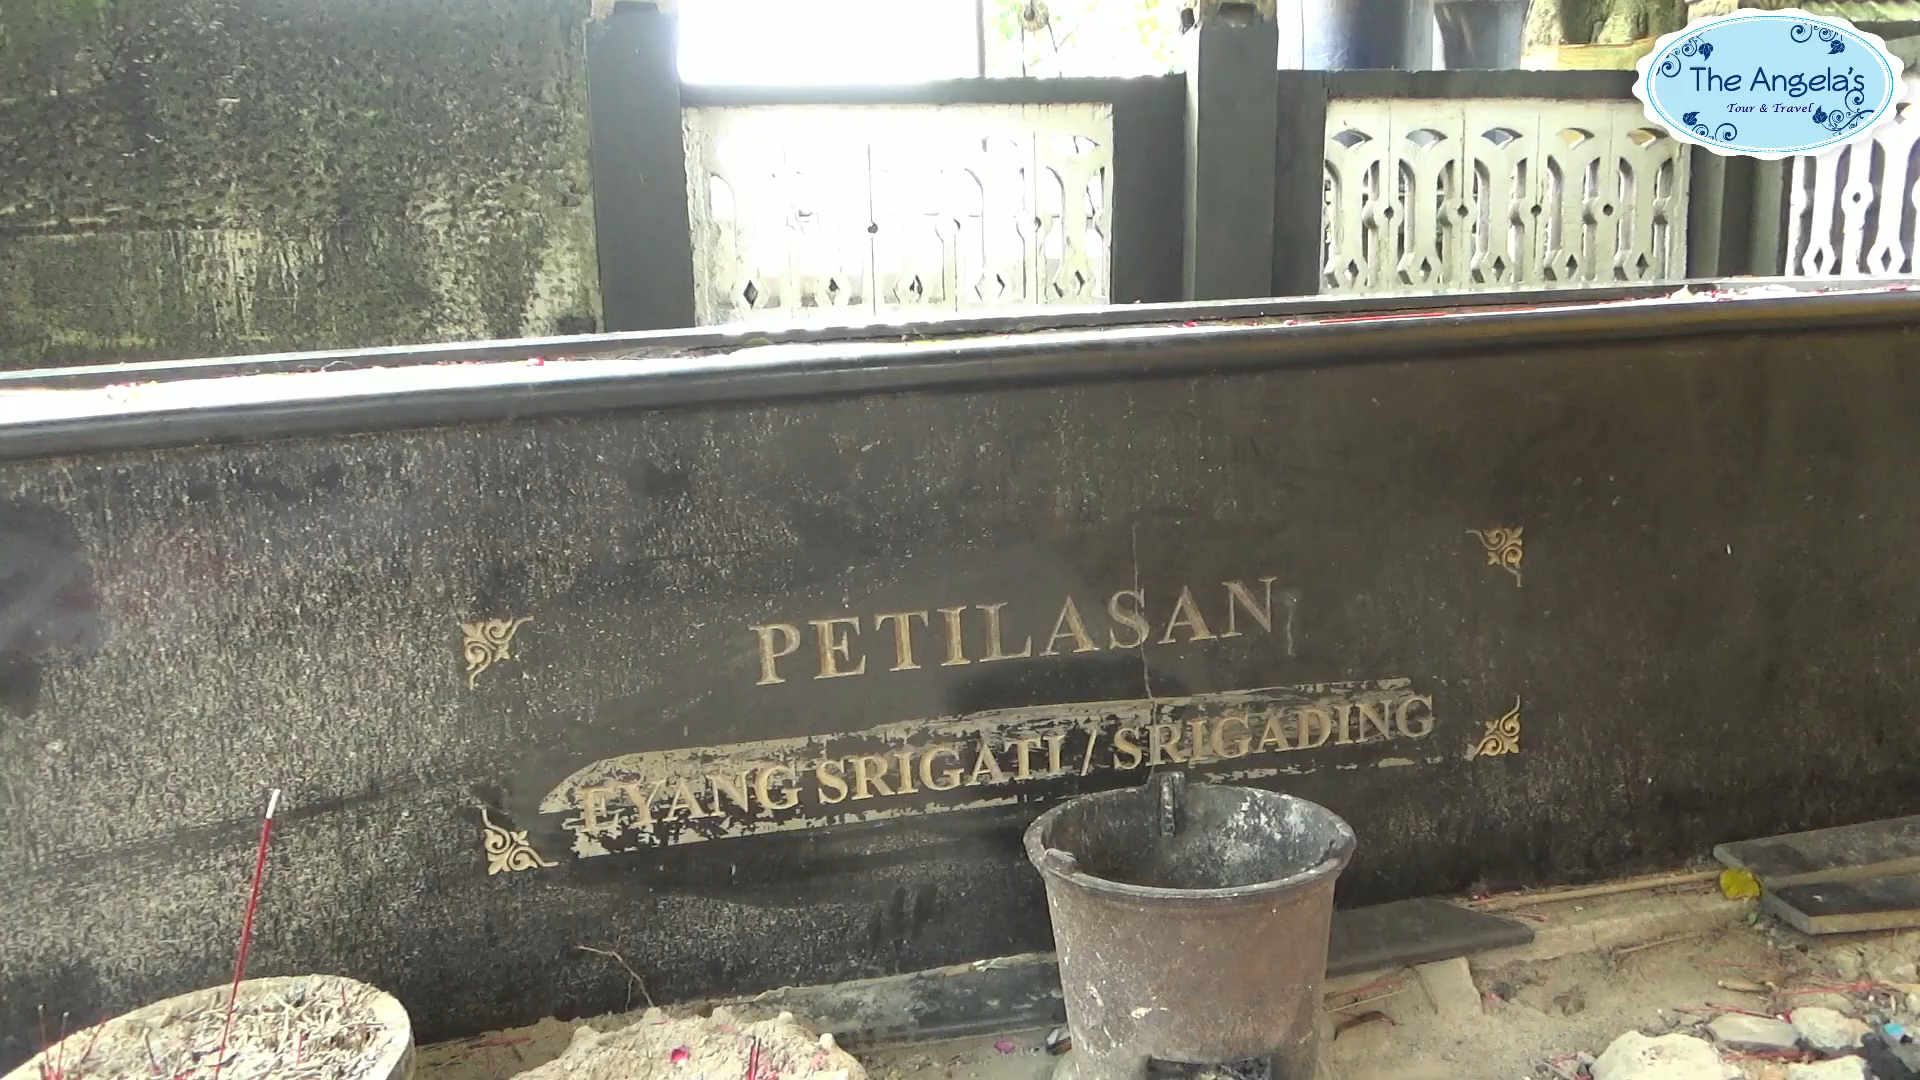 The Angela's
Tour & Travel
PETILASAN
EYANG SRIGATI / SRIGADING